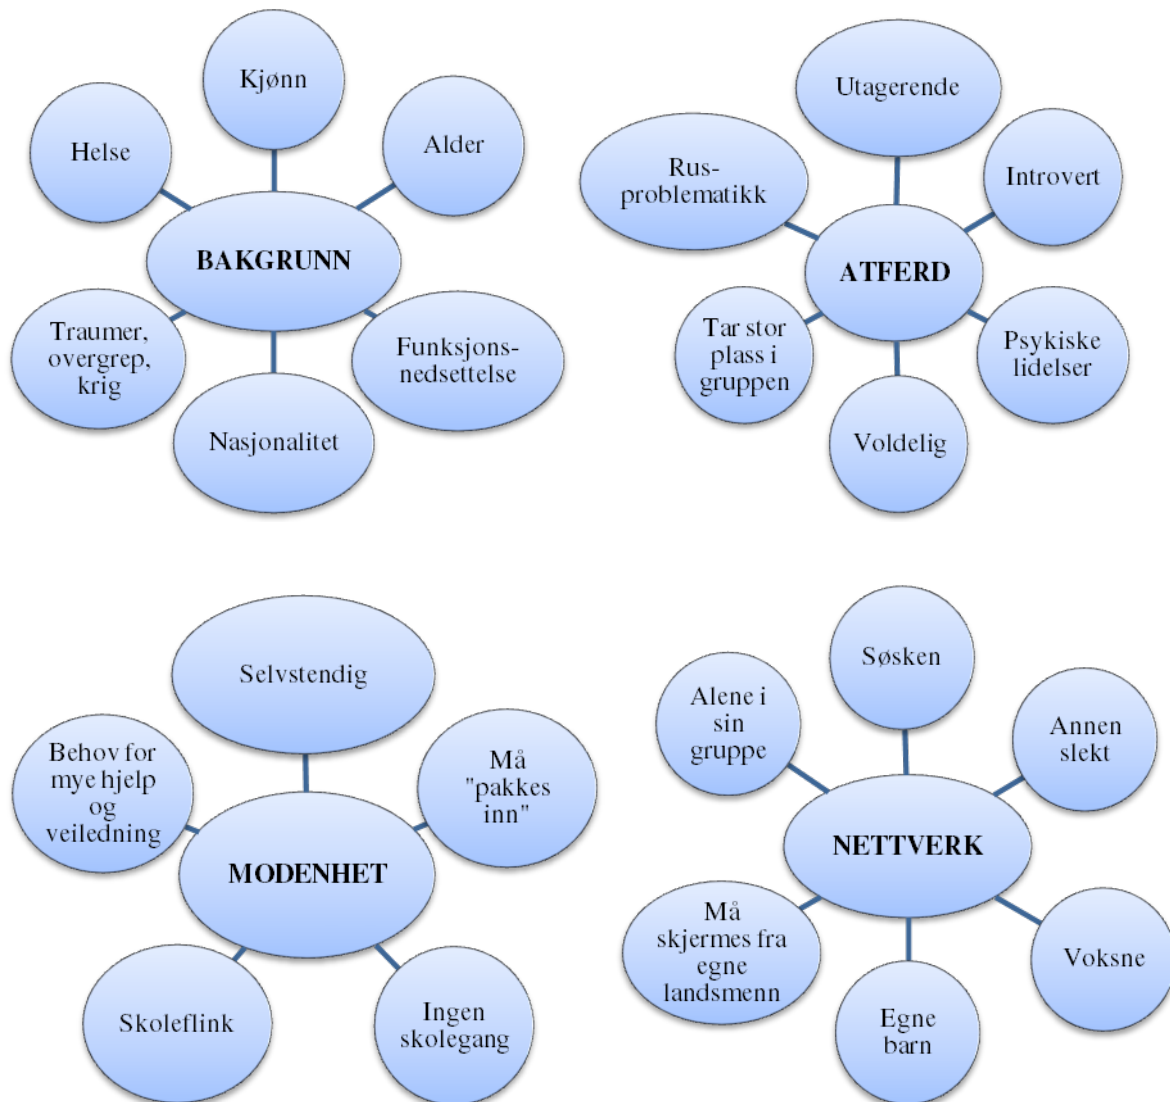 Kjønn
Helse
Alder
BAKGRUNN
Traumer,
overgrep,
krig
Funksjons-
nedsettelse
Nasjonalitet
Utagerende
Rus-
problematikk
Introvert
ATFERD
Tar stor
plass i
gruppen
Psykiske
lidelser
Voldelig
Selvstendig
Behov for
mye hjelp
og
veiledning
Må
"pakkes
inn"
MODENHET
Skoleflink
Ingen
skolegang
Søsken
Alene i
sin
gruppe
Annen
slekt
NETTVERK
Må
skjermes fra
egne
landsmenn
Voksne
Egne
barn